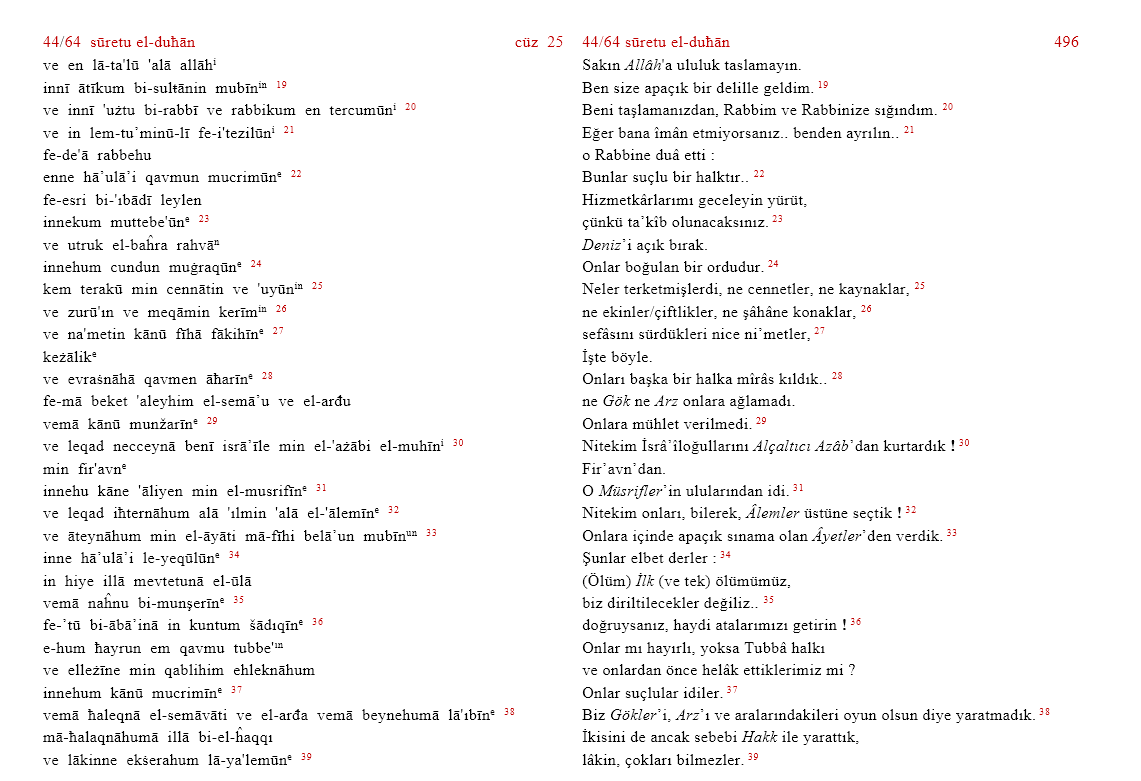 44/64 sūretu el-duħān
cüz 25
ve en lā-ta'lū 'alā allāhⁱ
innī ātīkum bi-sulŧānin mubīnⁱⁿ 19
ve innī 'użtu bi-rabbī ve rabbikum en tercumūnⁱ 20
ve in lem-tu’minū-lī fe-i'tezilūnⁱ 21
fe-de'ā rabbehu
enne hā’ulā’i qavmun mucrimūnᵉ 22
fe-esri bi-'ıbādī leylen
innekum muttebe'ūnᵉ 23
ve utruk el-baĥra rahvāⁿ
innehum cundun muġraqūnᵉ 24
kem terakū min cennātin ve 'uyūnⁱⁿ 25
ve zurū'ın ve meqāmin kerīmⁱⁿ 26
ve na'metin kānū fīhā fākihīnᵉ 27
keżālikᵉ
ve evraŝnāhā qavmen āħarīnᵉ 28
fe-mā beket 'aleyhim el-semā’u ve el-arđu
vemā kānū munžarīnᵉ 29
ve leqad necceynā benī isrā’īle min el-'ażābi el-muhīnⁱ 30
min fir'avnᵉ
innehu kāne 'āliyen min el-musrifīnᵉ 31
ve leqad iħternāhum alā 'ılmin 'alā el-'ālemīnᵉ 32
ve āteynāhum min el-āyāti mā-fīhi belā’un mubīnᵘⁿ 33
inne hā’ulā’i le-yeqūlūnᵉ 34
in hiye illā mevtetunā el-ūlā
vemā naĥnu bi-munşerīnᵉ 35
fe-’tū bi-ābā’inā in kuntum šādıqīnᵉ 36
e-hum ħayrun em qavmu tubbe'ⁱⁿ
ve elleżīne min qablihim ehleknāhum
innehum kānū mucrimīnᵉ 37
vemā ħaleqnā el-semāvāti ve el-arđa vemā beynehumā lā'ıbīnᵉ 38
mā-ħalaqnāhumā illā bi-el-ĥaqqı
ve lākinne ekŝerahum lā-ya'lemūnᵉ 39
44/64 sūretu el-duħān
496
Sakın Allâh'a ululuk taslamayın.
Ben size apaçık bir delille geldim. 19
Beni taşlamanızdan, Rabbim ve Rabbinize sığındım. 20
Eğer bana îmân etmiyorsanız.. benden ayrılın.. 21
o Rabbine duâ etti :
Bunlar suçlu bir halktır.. 22
Hizmetkârlarımı geceleyin yürüt,
çünkü ta’kîb olunacaksınız. 23
Deniz’i açık bırak.
Onlar boğulan bir ordudur. 24
Neler terketmişlerdi, ne cennetler, ne kaynaklar, 25
ne ekinler/çiftlikler, ne şâhâne konaklar, 26
sefâsını sürdükleri nice ni’metler, 27
İşte böyle.
Onları başka bir halka mîrâs kıldık.. 28
ne Gök ne Arz onlara ağlamadı.
Onlara mühlet verilmedi. 29
Nitekim İsrâ’îloğullarını Alçaltıcı Azâb’dan kurtardık ! 30
Fir’avn’dan.
O Müsrifler’in ulularından idi. 31
Nitekim onları, bilerek, Âlemler üstüne seçtik ! 32
Onlara içinde apaçık sınama olan Âyetler’den verdik. 33
Şunlar elbet derler : 34
(Ölüm) İlk (ve tek) ölümümüz,
biz diriltilecekler değiliz.. 35
doğruysanız, haydi atalarımızı getirin ! 36
Onlar mı hayırlı, yoksa Tubbâ halkı
ve onlardan önce helâk ettiklerimiz mi ?
Onlar suçlular idiler. 37
Biz Gökler’i, Arz’ı ve aralarındakileri oyun olsun diye yaratmadık. 38
İkisini de ancak sebebi Hakk ile yarattık,
lâkin, çokları bilmezler. 39